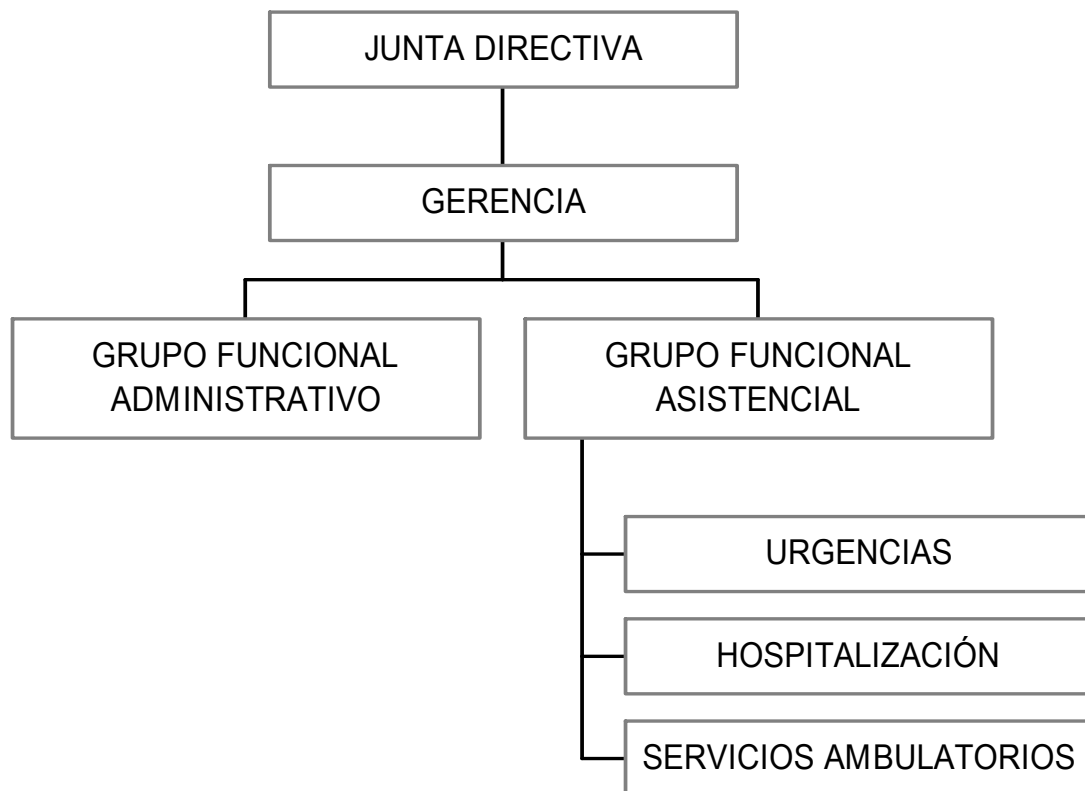 JUNTA DIRECTIVA
GERENCIA
GRUPO FUNCIONAL
ADMINISTRATIVO
GRUPO FUNCIONAL
ASISTENCIAL
URGENCIAS
HOSPITALIZACIÓN
SERVICIOS AMBULATORIOS